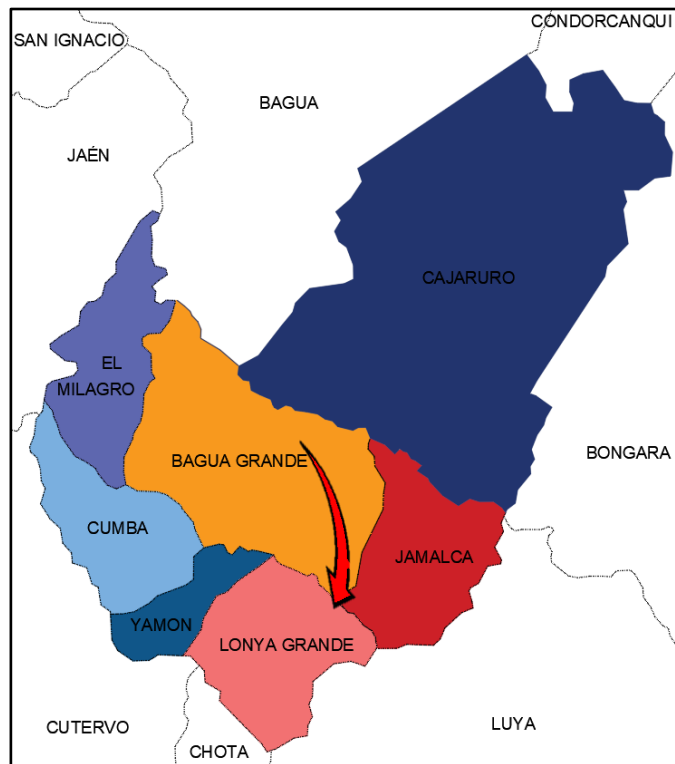 CONDORCANQUI
SAN IGNACIO
BAGUA
JAÉN
CAJARURO
EL
MILAGRO
BONGARA
BAGUA GRANDE
CUMBA
JAMALCA
YAMON
LONYA GRANDE
CUTERVO
LUYA
CHOTA